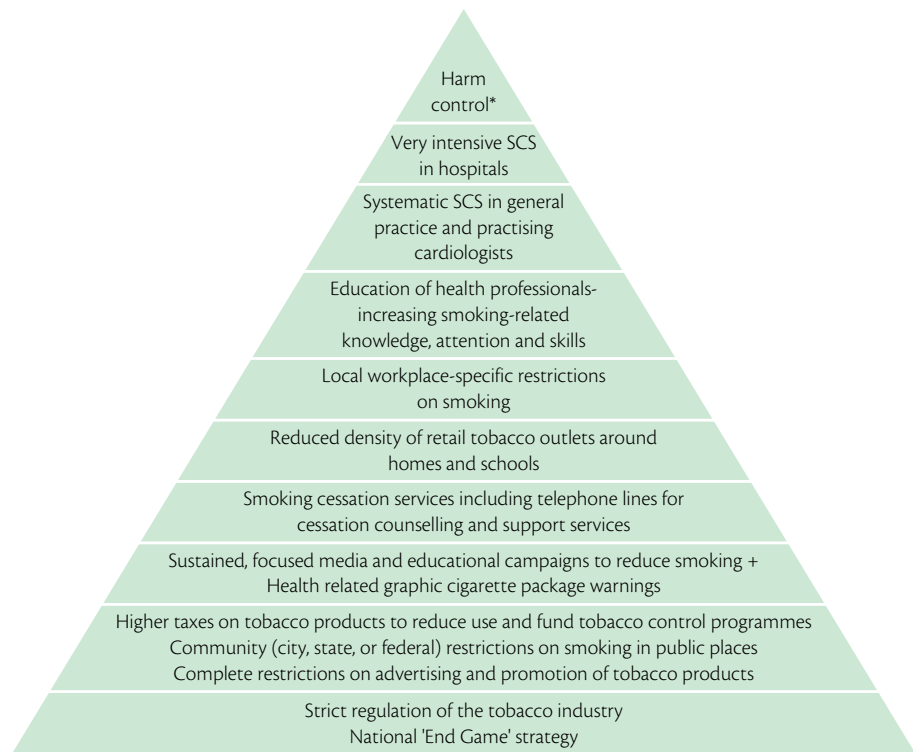 Harm
control*
Very intensive SCS
in hospitals
Systematic SCS in general
practice and practising
cardiologists
Education of health professionals-
increasing smoking-related
knowledge, attention and skills
Local workplace-specific restrictions
on smoking
Reduced density of retail tobacco outlets around
homes and schools
Smoking cessation services including telephone lines for
cessation counselling and support services
Sustained, focused media and educational campaigns to reduce smoking +
Health related graphic cigarette package warnings
Higher taxes on tobacco products to reduce use and fund tobacco control programmes
Community (city, state, or federal) restrictions on smoking in public places
Complete restrictions on advertising and promotion of tobacco products
Strict regulation of the tobacco industry
National 'End Game' strategy